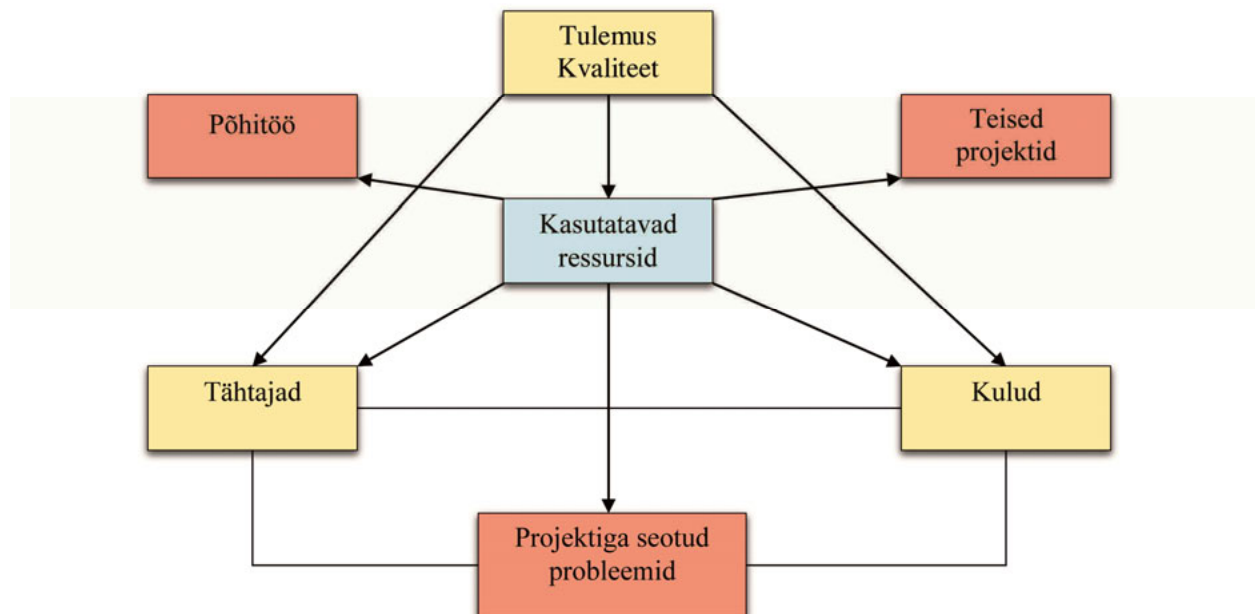 Tulemus
Kvaliteet
Põhitöö
Teised
projektid
Kasutatavad
ressursid
Tähtajad
Kulud
Projektiga seotud
probleemid